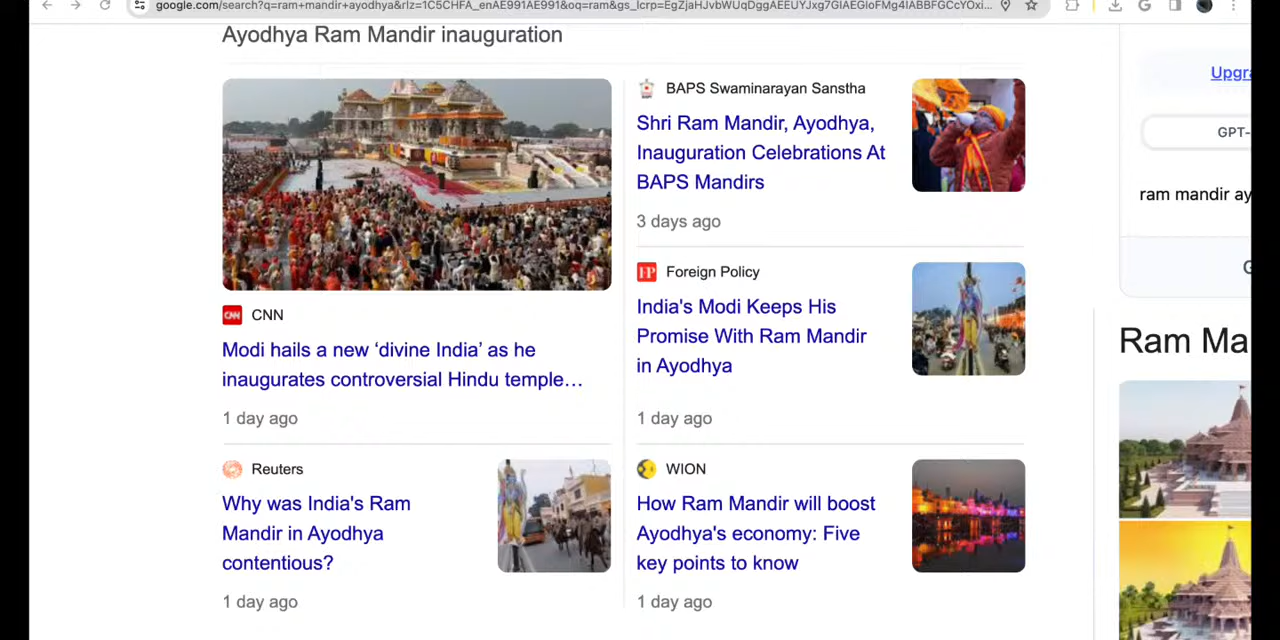 google.com/search?q=ram+mandir+ayodhya&rlz=1C5CHFA_enAE991AE991&oq=ram&gs_lcrp=EgZjaHJvbWUqDggAEEUYJxg7GIAEGIoFMg4IABBFGCcYOxi...
Ayodhya Ram Mandir inauguration
CNN
Modi hails a new ‘divine India’ as he
inaugurates controversial Hindu temple…
1 day ago
Reuters
Why was India's Ram
Mandir in Ayodhya
contentious?
1 day ago
BAPS Swaminarayan Sanstha
Shri Ram Mandir, Ayodhya,
Inauguration Celebrations At
BAPS Mandirs
3 days ago
FP Foreign Policy
India's Modi Keeps His
Promise With Ram Mandir
in Ayodhya
1 day ago
WION
How Ram Mandir will boost
Ayodhya's economy: Five
key points to know
1 day ago
Upgra
GPT-
ram mandir ay
G
Ram Ma